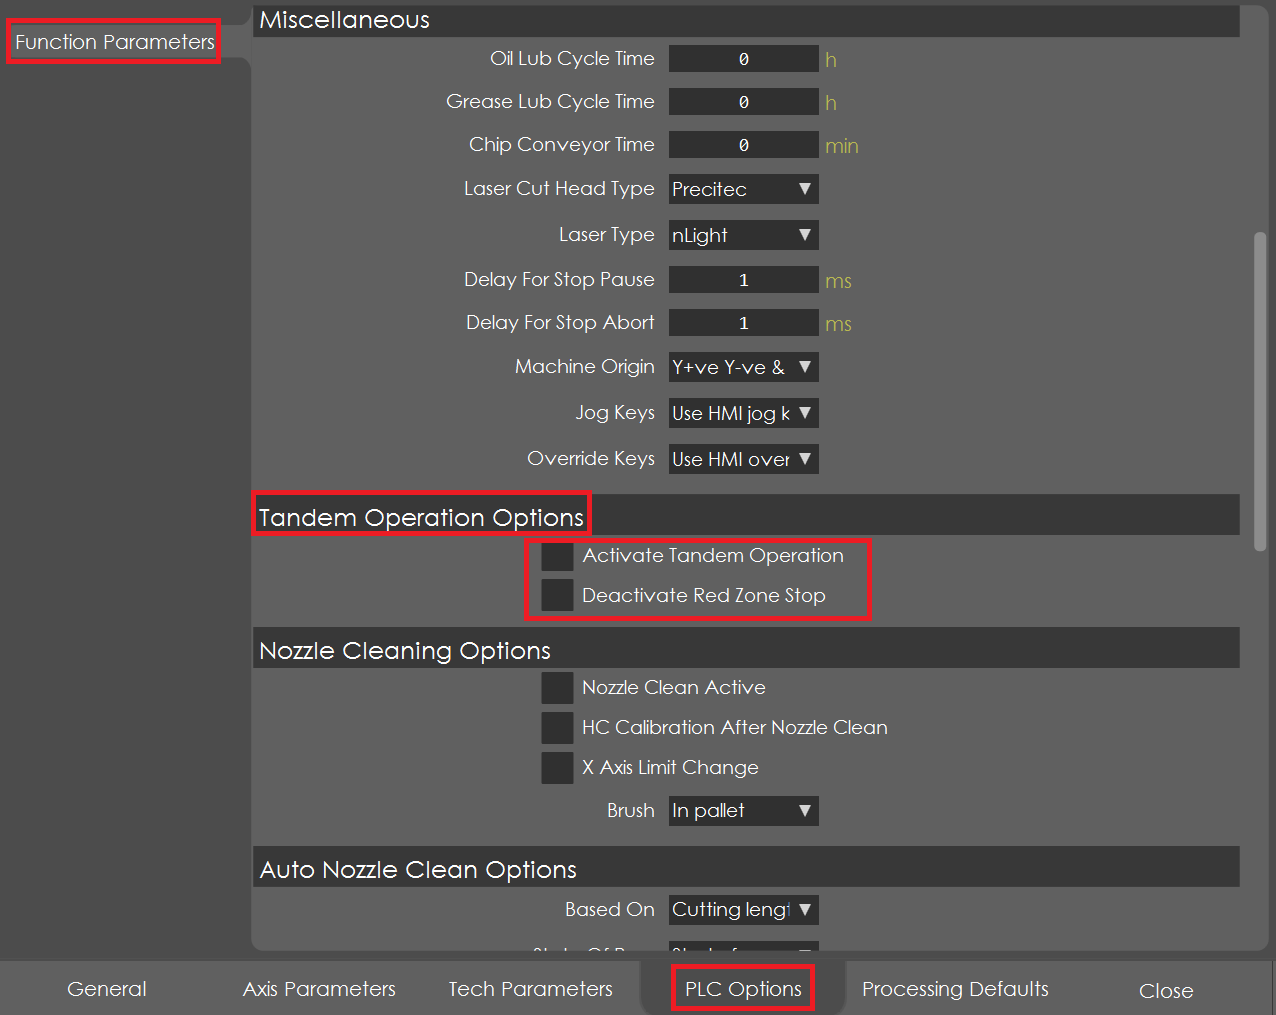 Function Parameters
Miscellaneous
Oil Lub Cycle Time 0 h
Grease Lub Cycle Time 0 h
Chip Conveyor Time 0 min
Laser Cut Head Type Precitec
Laser Type nLight
Delay For Stop Pause 1 ms
Delay For Stop Abort 1 ms
Machine Origin Y+ve Y-ve &
Jog Keys Use HMI jog k
Override Keys Use HMI over
Tandem Operation Options
Activate Tandem Operation
Deactivate Red Zone Stop
Nozzle Cleaning Options
Nozzle Clean Active
HC Calibration After Nozzle Clean
X Axis Limit Change
Brush In pallet
Auto Nozzle Clean Options
Based On Cutting lengt
General Axis Parameters Tech Parameters PLC Options Processing Defaults Close